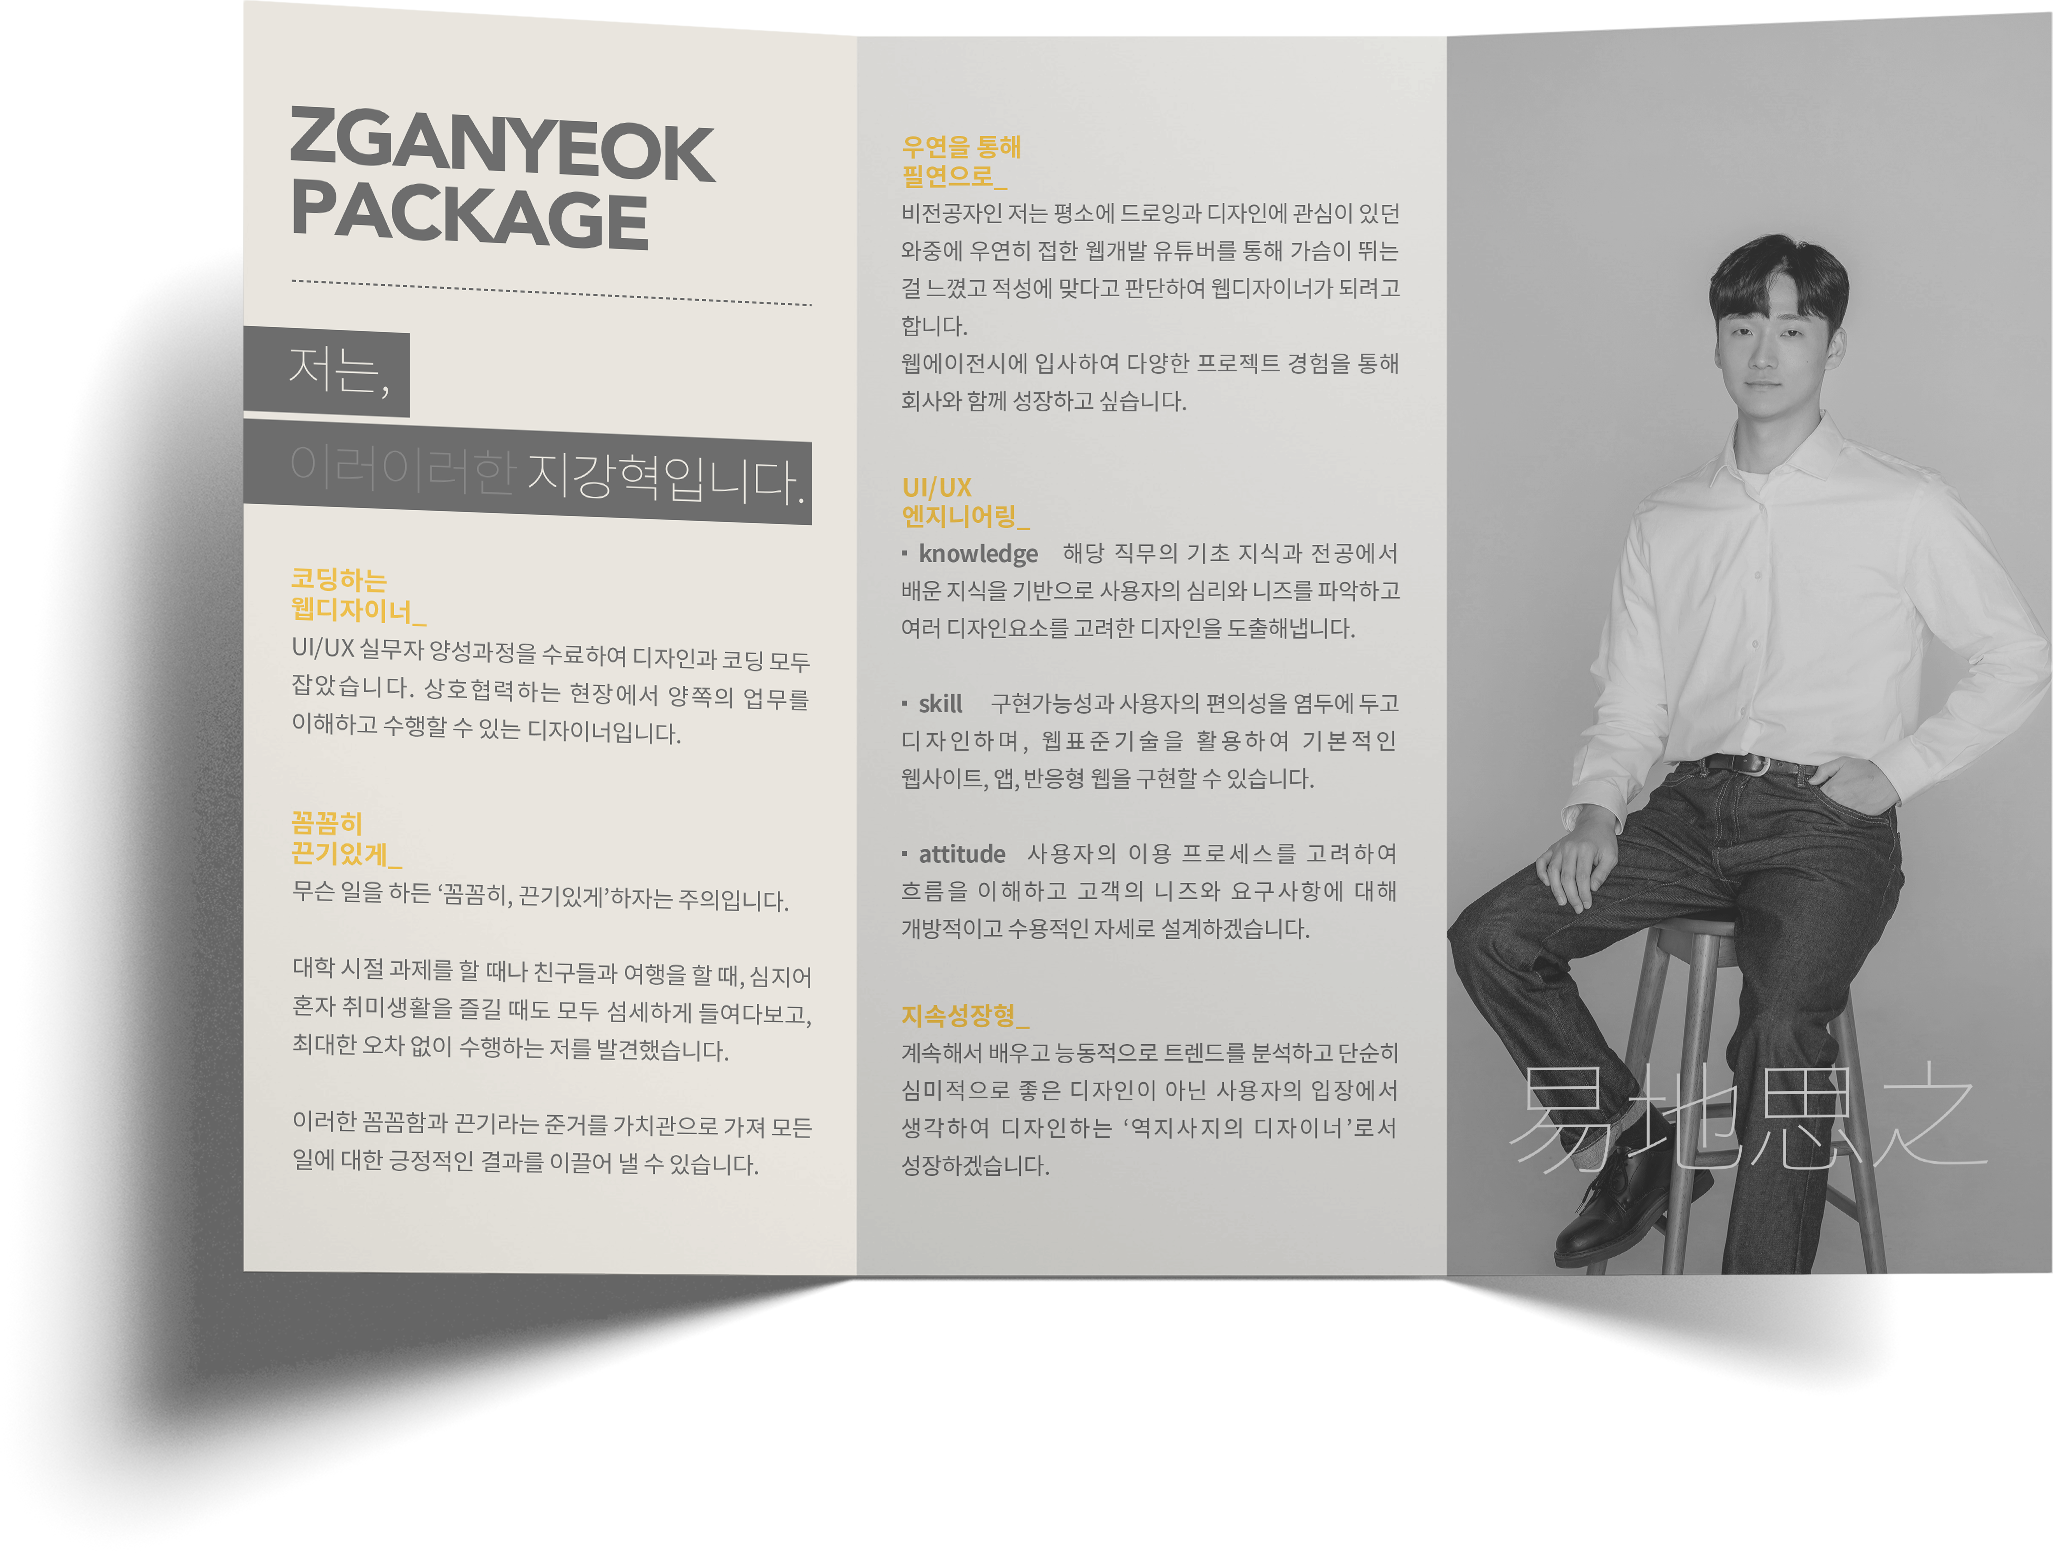 ZGANYEOK
PACKAGE
저는,
이러이러한 지강혁입니다.
코딩하는
웹디자이너_
UI/UX 실무자 양성과정을 수료하여 디자인과 코딩 모두
잡았습니다. 상호협력하는 현장에서 양쪽의 업무를
이해하고 수행할 수 있는 디자이너입니다.
꼼꼼히
끈기있게_
무슨 일을 하든 ‘꼼꼼히, 끈기있게’하자는 주의입니다.
대학 시절 과제를 할 때나 친구들과 여행을 할 때, 심지어
혼자 취미생활을 즐길 때도 모두 섬세하게 들여다보고,
최대한 오차 없이 수행하는 저를 발견했습니다.
이러한 꼼꼼함과 끈기라는 준거를 가치관으로 가져 모든
일에 대한 긍정적인 결과를 이끌어 낼 수 있습니다.
우연을 통해
필연으로_
비전공자인 저는 평소에 드로잉과 디자인에 관심이 있던
와중에 우연히 접한 웹개발 유튜버를 통해 가슴이 뛰는
걸 느꼈고 적성에 맞다고 판단하여 웹디자이너가 되려고
합니다.
웹에이전시에 입사하여 다양한 프로젝트 경험을 통해
회사와 함께 성장하고 싶습니다.
UI/UX
엔지니어링_
▪ knowledge 해당 직무의 기초 지식과 전공에서
배운 지식을 기반으로 사용자의 심리와 니즈를 파악하고
여러 디자인요소를 고려한 디자인을 도출해냅니다.
▪ skill 구현가능성과 사용자의 편의성을 염두에 두고
디자인하며, 웹표준기술을 활용하여 기본적인
웹사이트, 앱, 반응형 웹을 구현할 수 있습니다.
▪ attitude 사용자의 이용 프로세스를 고려하여
흐름을 이해하고 고객의 니즈와 요구사항에 대해
개방적이고 수용적인 자세로 설계하겠습니다.
지속성장형_
계속해서 배우고 능동적으로 트렌드를 분석하고 단순히
심미적으로 좋은 디자인이 아닌 사용자의 입장에서
생각하여 디자인하는 ‘역지사지의 디자이너’로서
성장하겠습니다.
易地思之